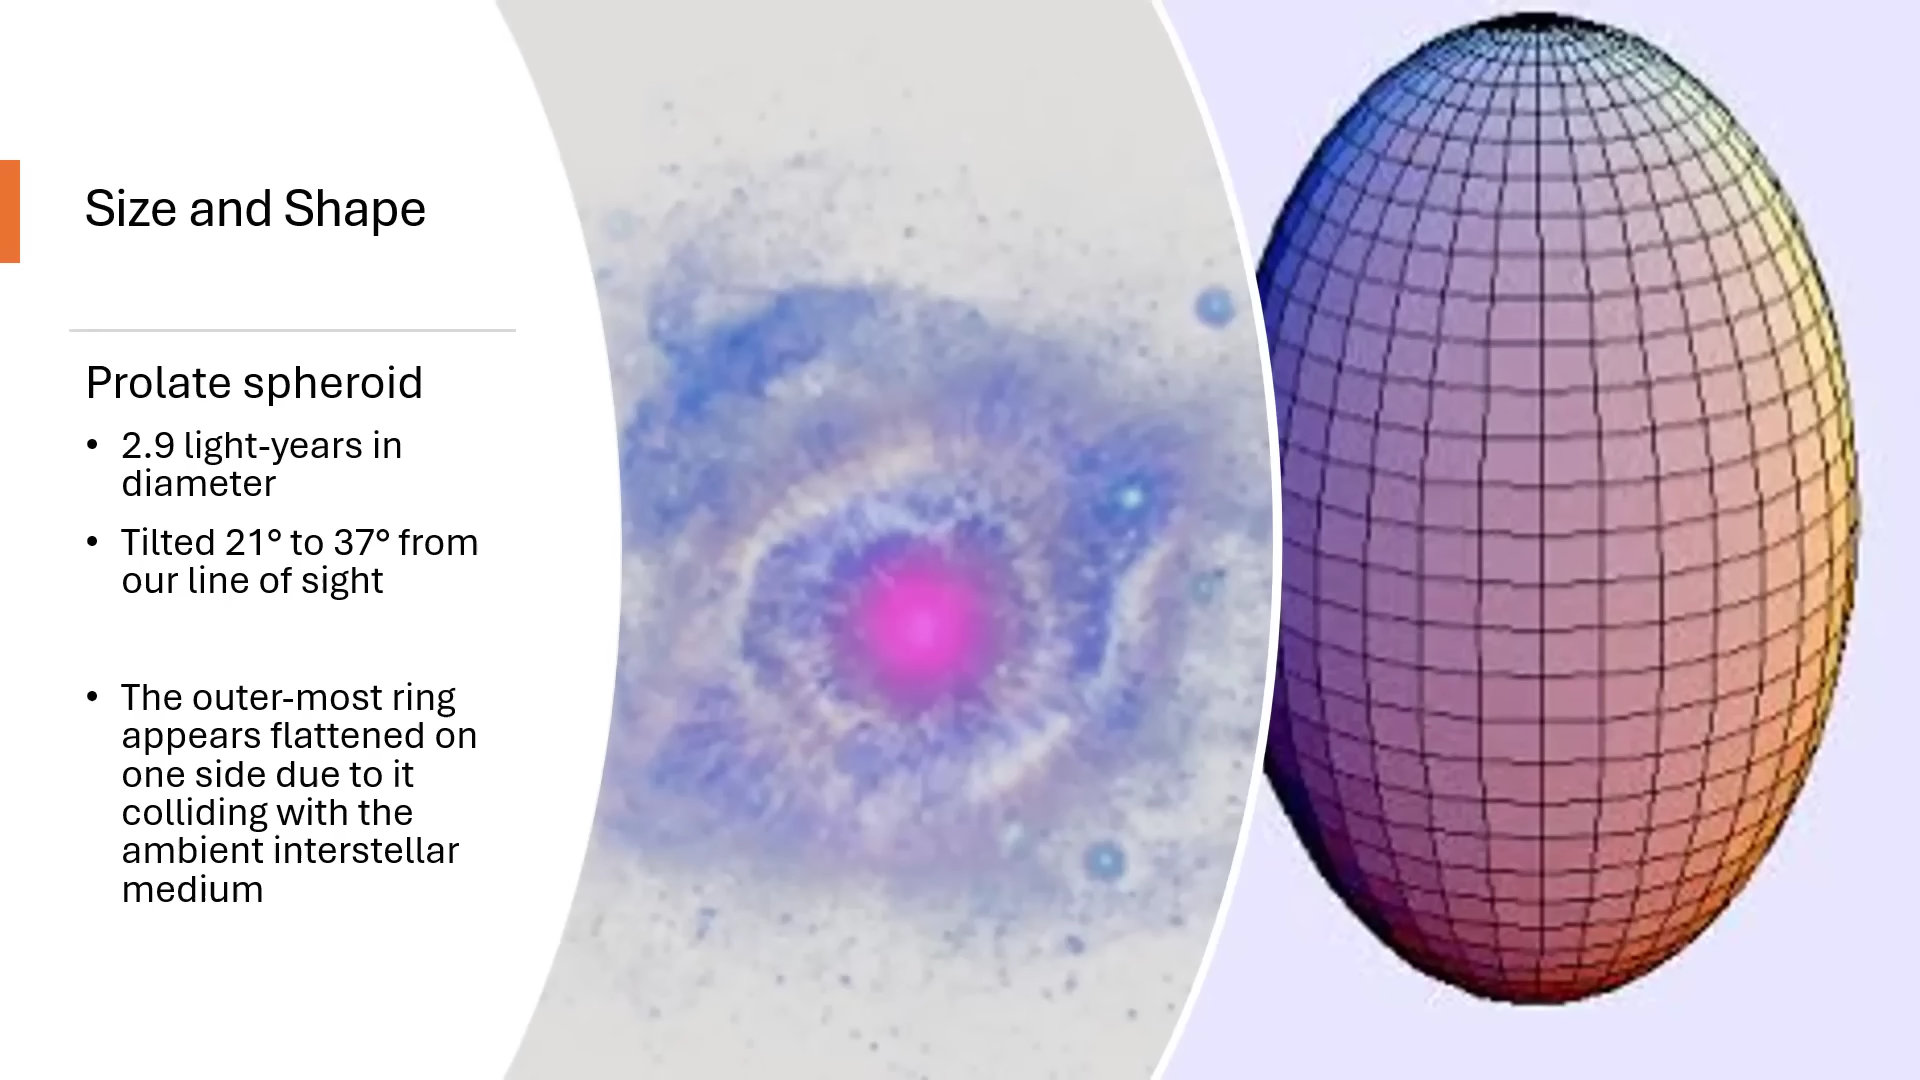 Size and Shape
Prolate spheroid
• 2.9 light-years in
diameter
• Tilted 21° to 37° from
our line of sight
• The outer-most ring
appears flattened on
one side due to it
colliding with the
ambient interstellar
medium